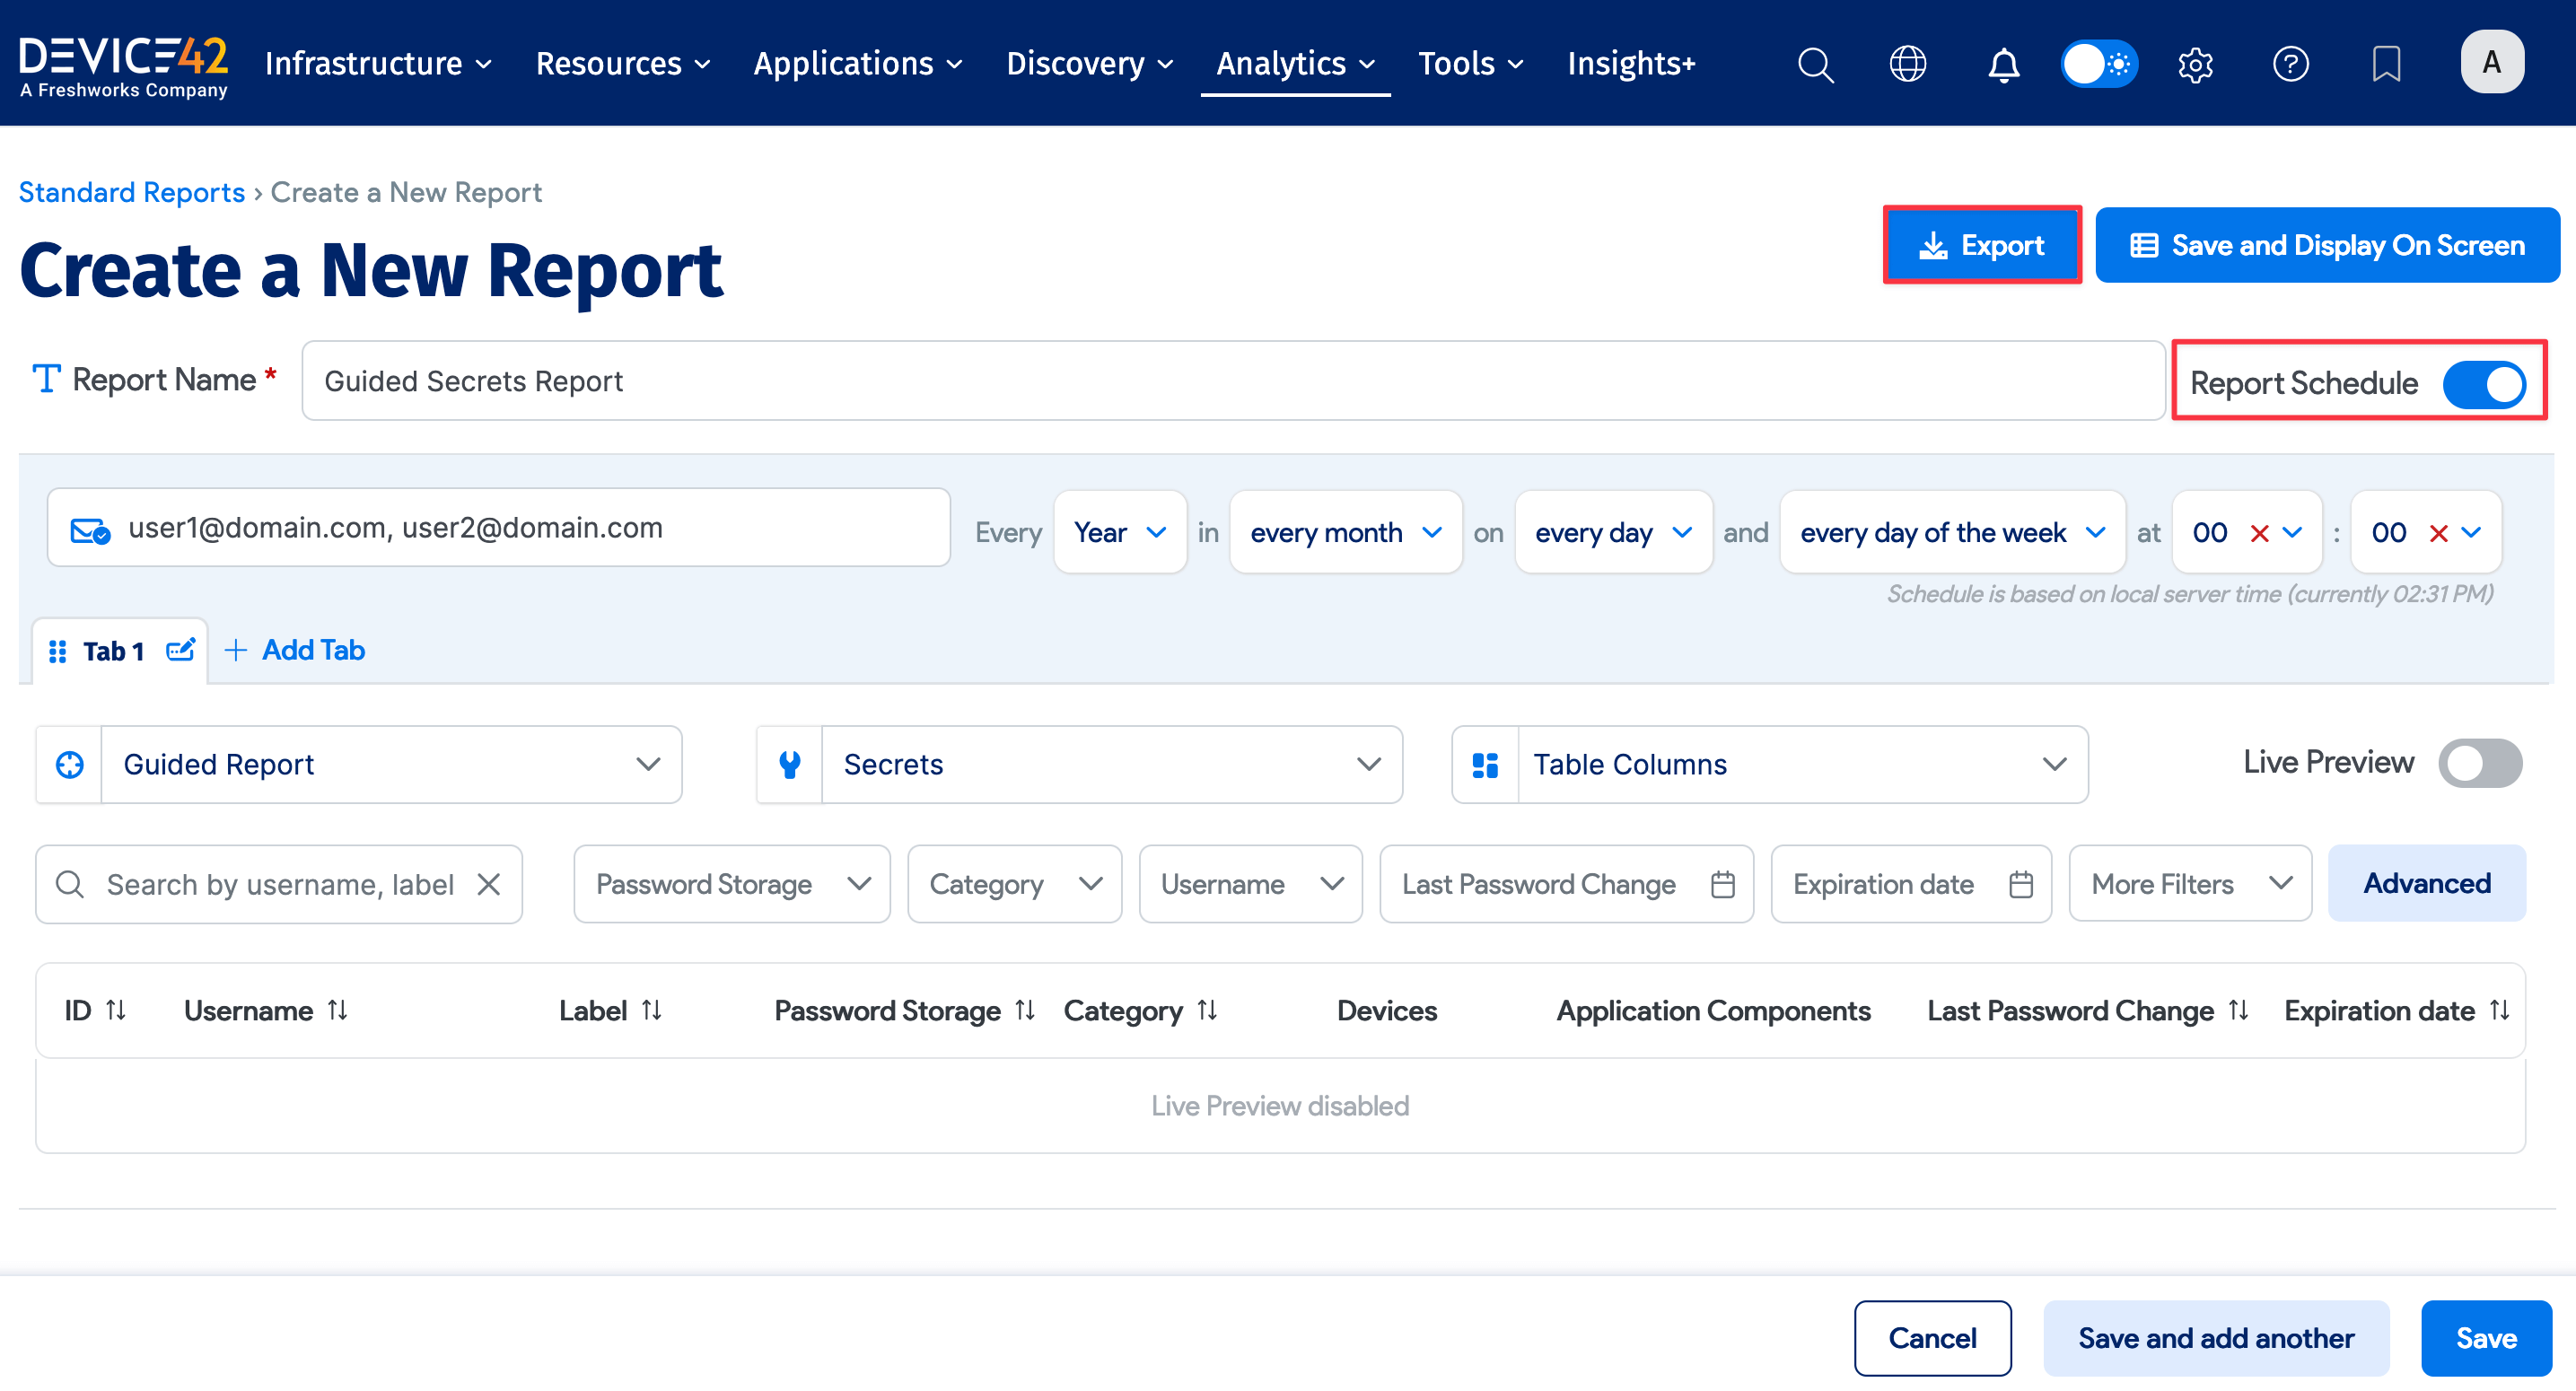 DEVICE42
A Freshworks Company
Infrastructure Resources Applications Discovery Analytics Tools Insights+
A
Standard Reports › Create a New Report
Create a New Report
Export
Save and Display On Screen
Report Name *
Guided Secrets Report
Report Schedule
user1@domain.com, user2@domain.com
Every Year in every month on every day and every day of the week at 00 : 00
Schedule is based on local server time (currently 02:31 PM)
Tab 1
Add Tab
Guided Report
Secrets
Table Columns
Live Preview
Search by username, label
Password Storage
Category
Username
Last Password Change
Expiration date
More Filters
Advanced
ID Username Label Password Storage Category Devices Application Components Last Password Change Expiration date
Live Preview disabled
Cancel
Save and add another
Save